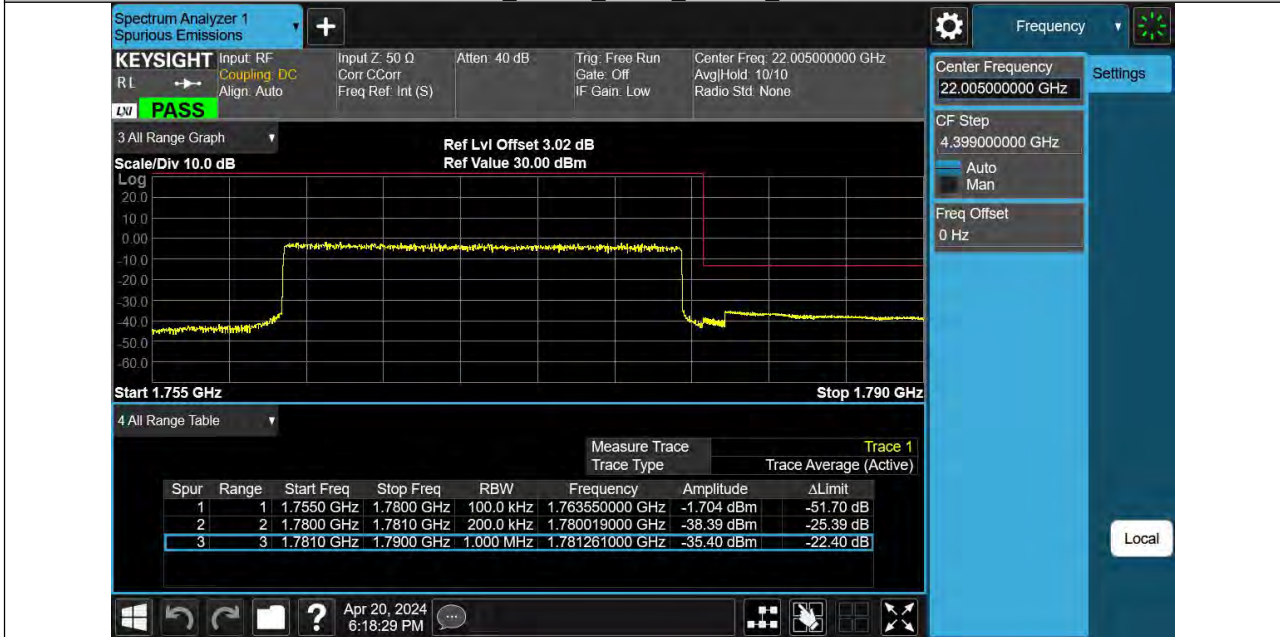 Spectrum Analyzer 1
Spurious Emissions
Frequency
KEYSIGHT
RL
LXI PASS
Input: RF
Coupling: DC
Align: Auto
Input Z: 50 Ω
Corr CCorr
Freq Ref: Int (S)
Atten: 40 dB
Trig: Free Run
Gate: Off
IF Gain: Low
Center Freq: 22.005000000 GHz
Avg|Hold: 10/10
Radio Std: None
Center Frequency
22.005000000 GHz
Settings
CF Step
4.399000000 GHz
Auto
Man
Freq Offset
0 Hz
Local
3 All Range Graph
Scale/Div 10.0 dB
Ref Lvl Offset 3.02 dB
Ref Value 30.00 dBm
Log
20.0
10.0
0.00
-10.0
-20.0
-30.0
-40.0
-50.0
-60.0
Start 1.755 GHz
Stop 1.790 GHz
4 All Range Table
Measure Trace Trace 1
Trace Type Trace Average (Active)
Spur Range Start Freq Stop Freq RBW Frequency Amplitude ΔLimit
1 1 1.7550 GHz 1.7800 GHz 100.0 kHz 1.763550000 GHz -1.704 dBm -51.70 dB
2 2 1.7800 GHz 1.7810 GHz 200.0 kHz 1.780019000 GHz -38.39 dBm -25.39 dB
3 3 1.7810 GHz 1.7900 GHz 1.000 MHz 1.781261000 GHz -35.40 dBm -22.40 dB
Apr 20, 2024
6:18:29 PM